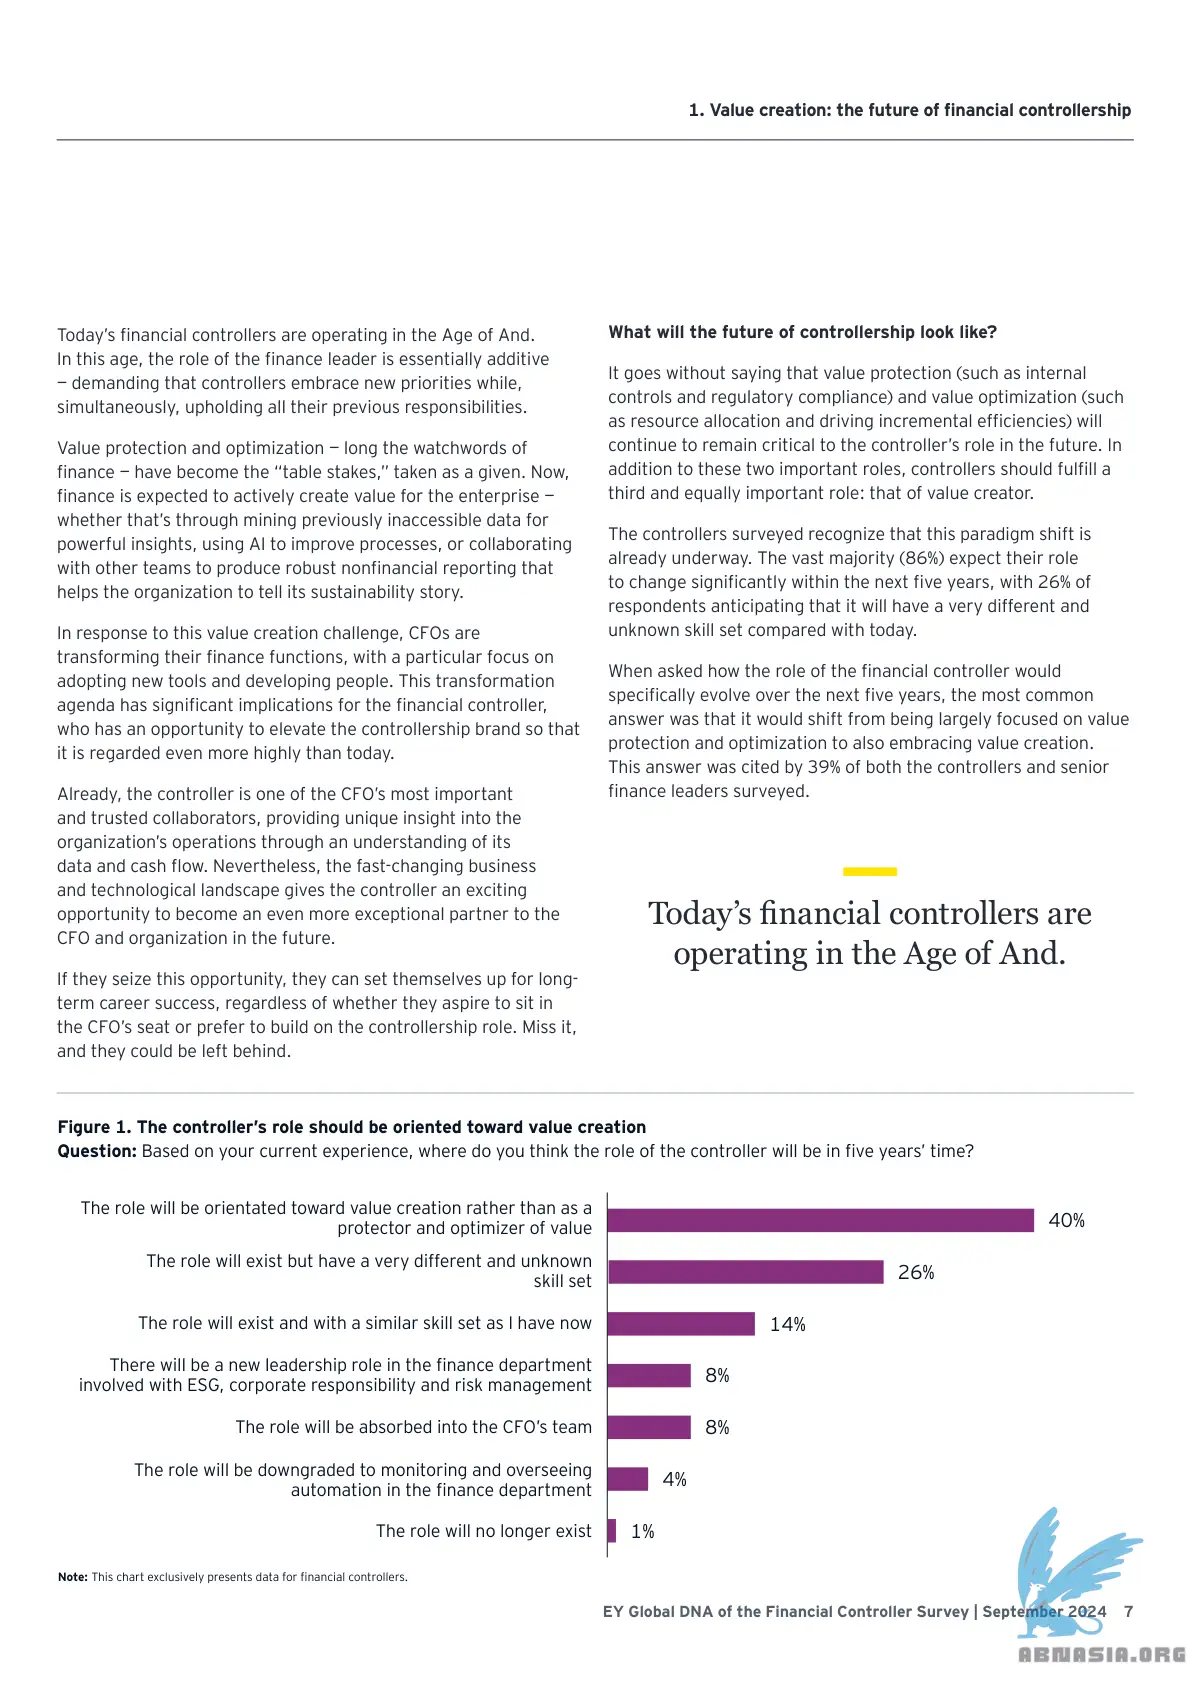 1. Value creation: the future of financial controllership
Today’s financial controllers are operating in the Age of And.
In this age, the role of the finance leader is essentially additive
— demanding that controllers embrace new priorities while,
simultaneously, upholding all their previous responsibilities.
Value protection and optimization — long the watchwords of
finance — have become the “table stakes,” taken as a given. Now,
finance is expected to actively create value for the enterprise —
whether that’s through mining previously inaccessible data for
powerful insights, using AI to improve processes, or collaborating
with other teams to produce robust nonfinancial reporting that
helps the organization to tell its sustainability story.
In response to this value creation challenge, CFOs are
transforming their finance functions, with a particular focus on
adopting new tools and developing people. This transformation
agenda has significant implications for the financial controller,
who has an opportunity to elevate the controllership brand so that
it is regarded even more highly than today.
Already, the controller is one of the CFO’s most important
and trusted collaborators, providing unique insight into the
organization’s operations through an understanding of its
data and cash flow. Nevertheless, the fast-changing business
and technological landscape gives the controller an exciting
opportunity to become an even more exceptional partner to the
CFO and organization in the future.
If they seize this opportunity, they can set themselves up for long-
term career success, regardless of whether they aspire to sit in
the CFO’s seat or prefer to build on the controllership role. Miss it,
and they could be left behind.
What will the future of controllership look like?
It goes without saying that value protection (such as internal
controls and regulatory compliance) and value optimization (such
as resource allocation and driving incremental efficiencies) will
continue to remain critical to the controller’s role in the future. In
addition to these two important roles, controllers should fulfill a
third and equally important role: that of value creator.
The controllers surveyed recognize that this paradigm shift is
already underway. The vast majority (86%) expect their role
to change significantly within the next five years, with 26% of
respondents anticipating that it will have a very different and
unknown skill set compared with today.
When asked how the role of the financial controller would
specifically evolve over the next five years, the most common
answer was that it would shift from being largely focused on value
protection and optimization to also embracing value creation.
This answer was cited by 39% of both the controllers and senior
finance leaders surveyed.
Today’s financial controllers are
operating in the Age of And.
Figure 1. The controller’s role should be oriented toward value creation
Question: Based on your current experience, where do you think the role of the controller will be in five years’ time?
The role will be orientated toward value creation rather than as a
protector and optimizer of value
40%
The role will exist but have a very different and unknown
skill set
26%
The role will exist and with a similar skill set as I have now
14%
There will be a new leadership role in the finance department
involved with ESG, corporate responsibility and risk management
8%
The role will be absorbed into the CFO’s team
8%
The role will be downgraded to monitoring and overseeing
automation in the finance department
4%
The role will no longer exist
1%
Note: This chart exclusively presents data for financial controllers.
EY Global DNA of the Financial Controller Survey | September 2024 7
ABNASIA.ORG